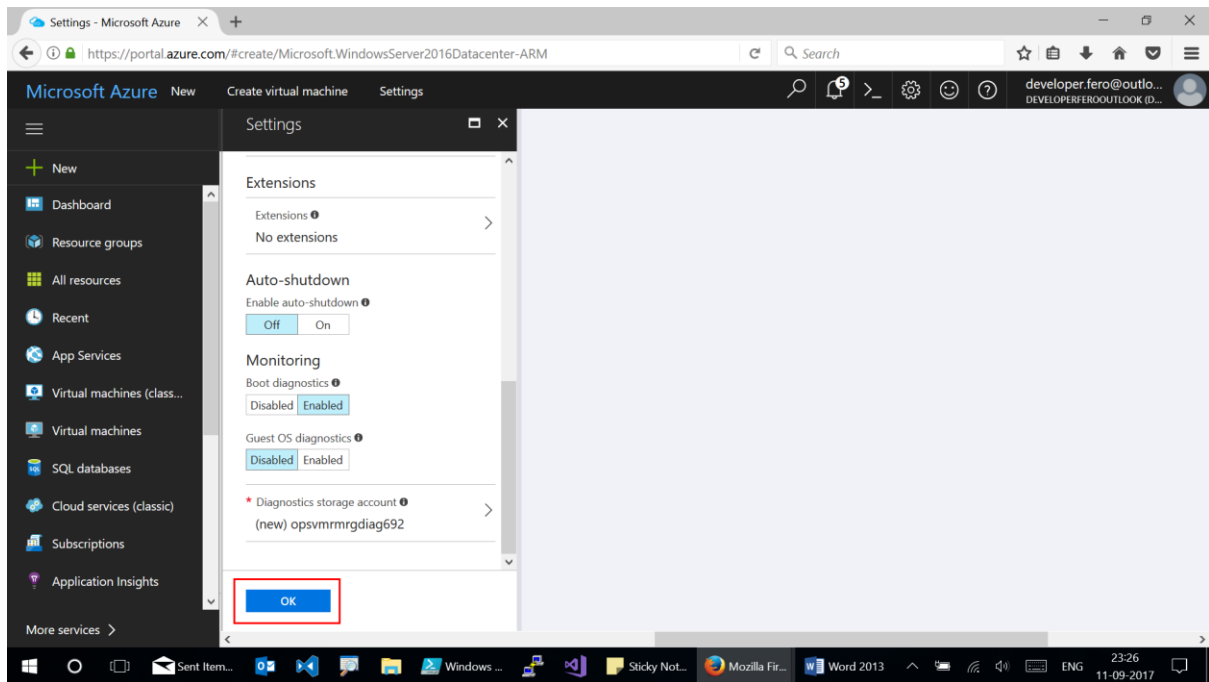 Settings - Microsoft Azure
https://portal.azure.com/#create/Microsoft.WindowsServer2016Datacenter-ARM
Search
Microsoft Azure New Create virtual machine Settings
5
developer.fero@outlo...
DEVELOPERFEROOUTLOOK (D...
New
Dashboard
Resource groups
All resources
Recent
App Services
Virtual machines (class...
Virtual machines
SQL databases
Cloud services (classic)
Subscriptions
Application Insights
More services >
Settings
Extensions
Extensions
No extensions
Auto-shutdown
Enable auto-shutdown
Off On
Monitoring
Boot diagnostics
Disabled Enabled
Guest OS diagnostics
Disabled Enabled
* Diagnostics storage account
(new) opsvmrmrgdiag692
OK
Sent Item... Windows ... Sticky Not... Mozilla Fir... Word 2013 ENG
23:26
11-09-2017